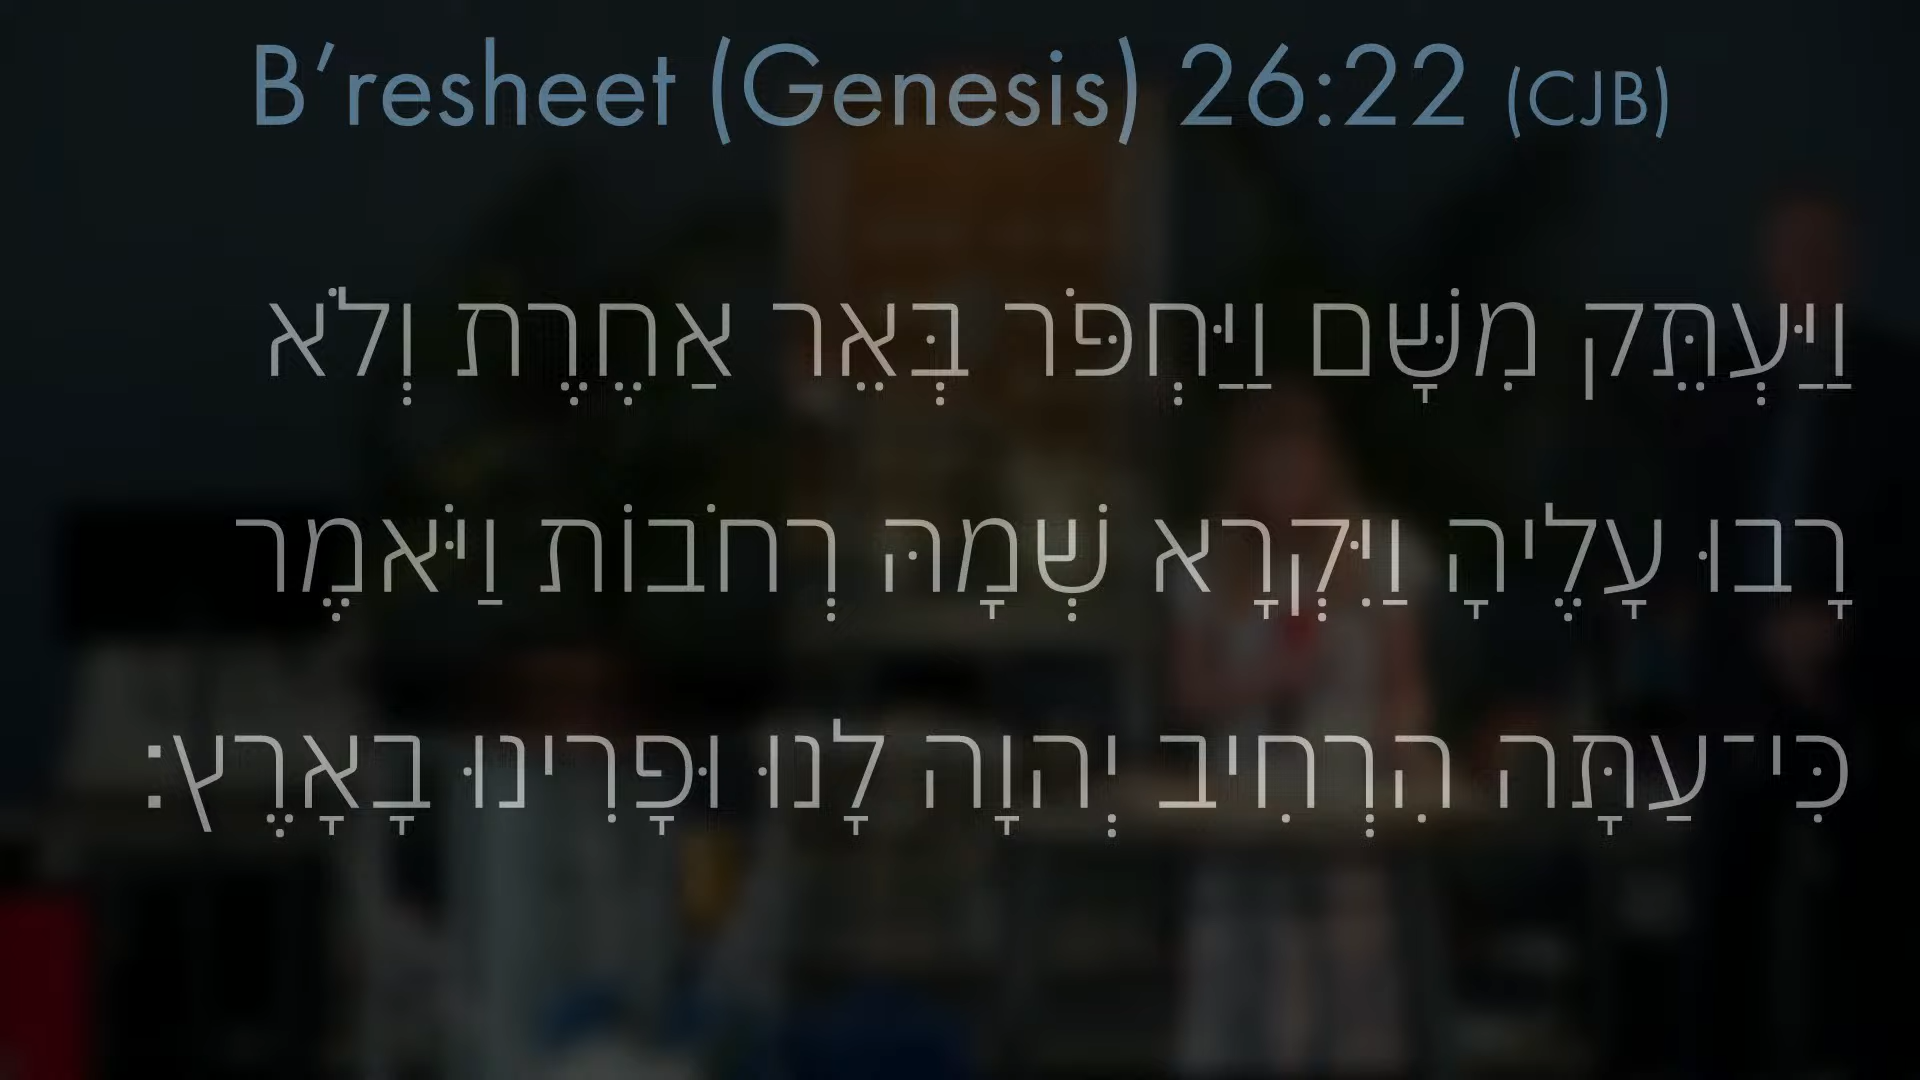 B’resheet (Genesis) 26:22 (CJB)
וַיַּעְתֵּק מִשָּׁם וַיַּחְפֹּר בְּאֵר אַחֶרֶת וְלֹא
רָבוּ עָלֶיהָ וַיִּקְרָא שְׁמָהּ רְחֹבוֹת וַיֹּאמֶר
כִּי־עַתָּה הִרְחִיב יְהוָה לָנוּ וּפָרִינוּ בָאָרֶץ׃